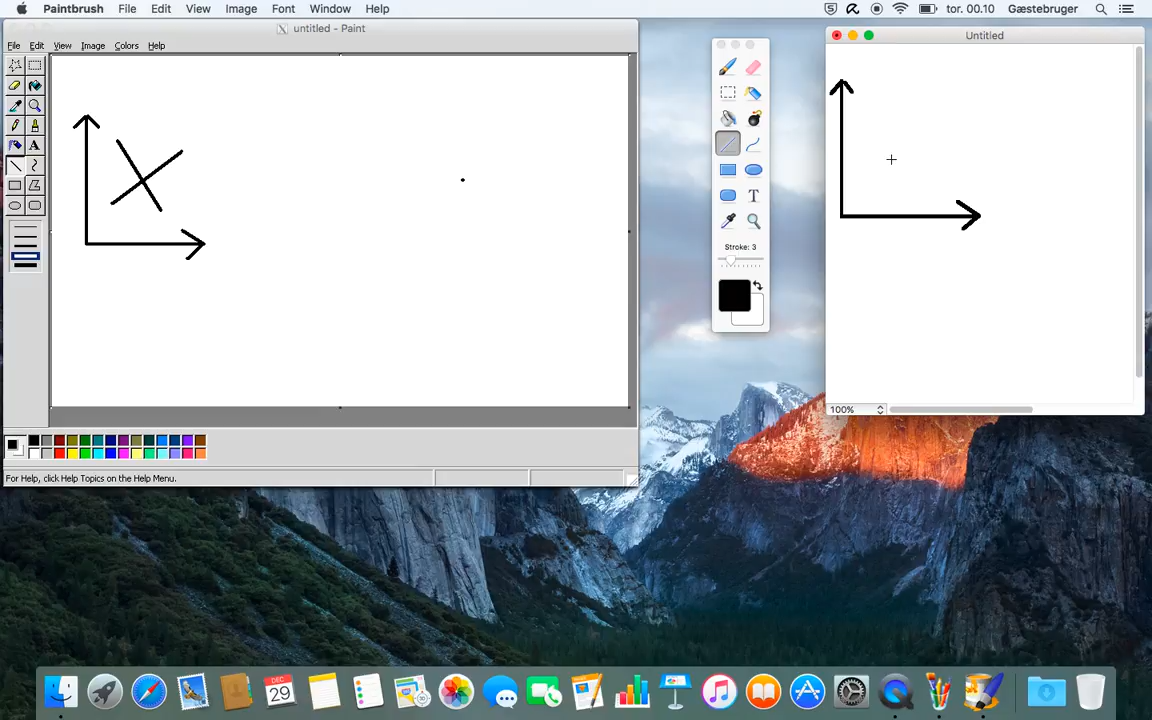 Paintbrush File Edit View Image Font Window Help tor. 00.10 Gæstebruger
untitled - Paint
File Edit View Image Colors Help
A
For Help, click Help Topics on the Help Menu.
T
Stroke: 3
Untitled
100%
DEC
29